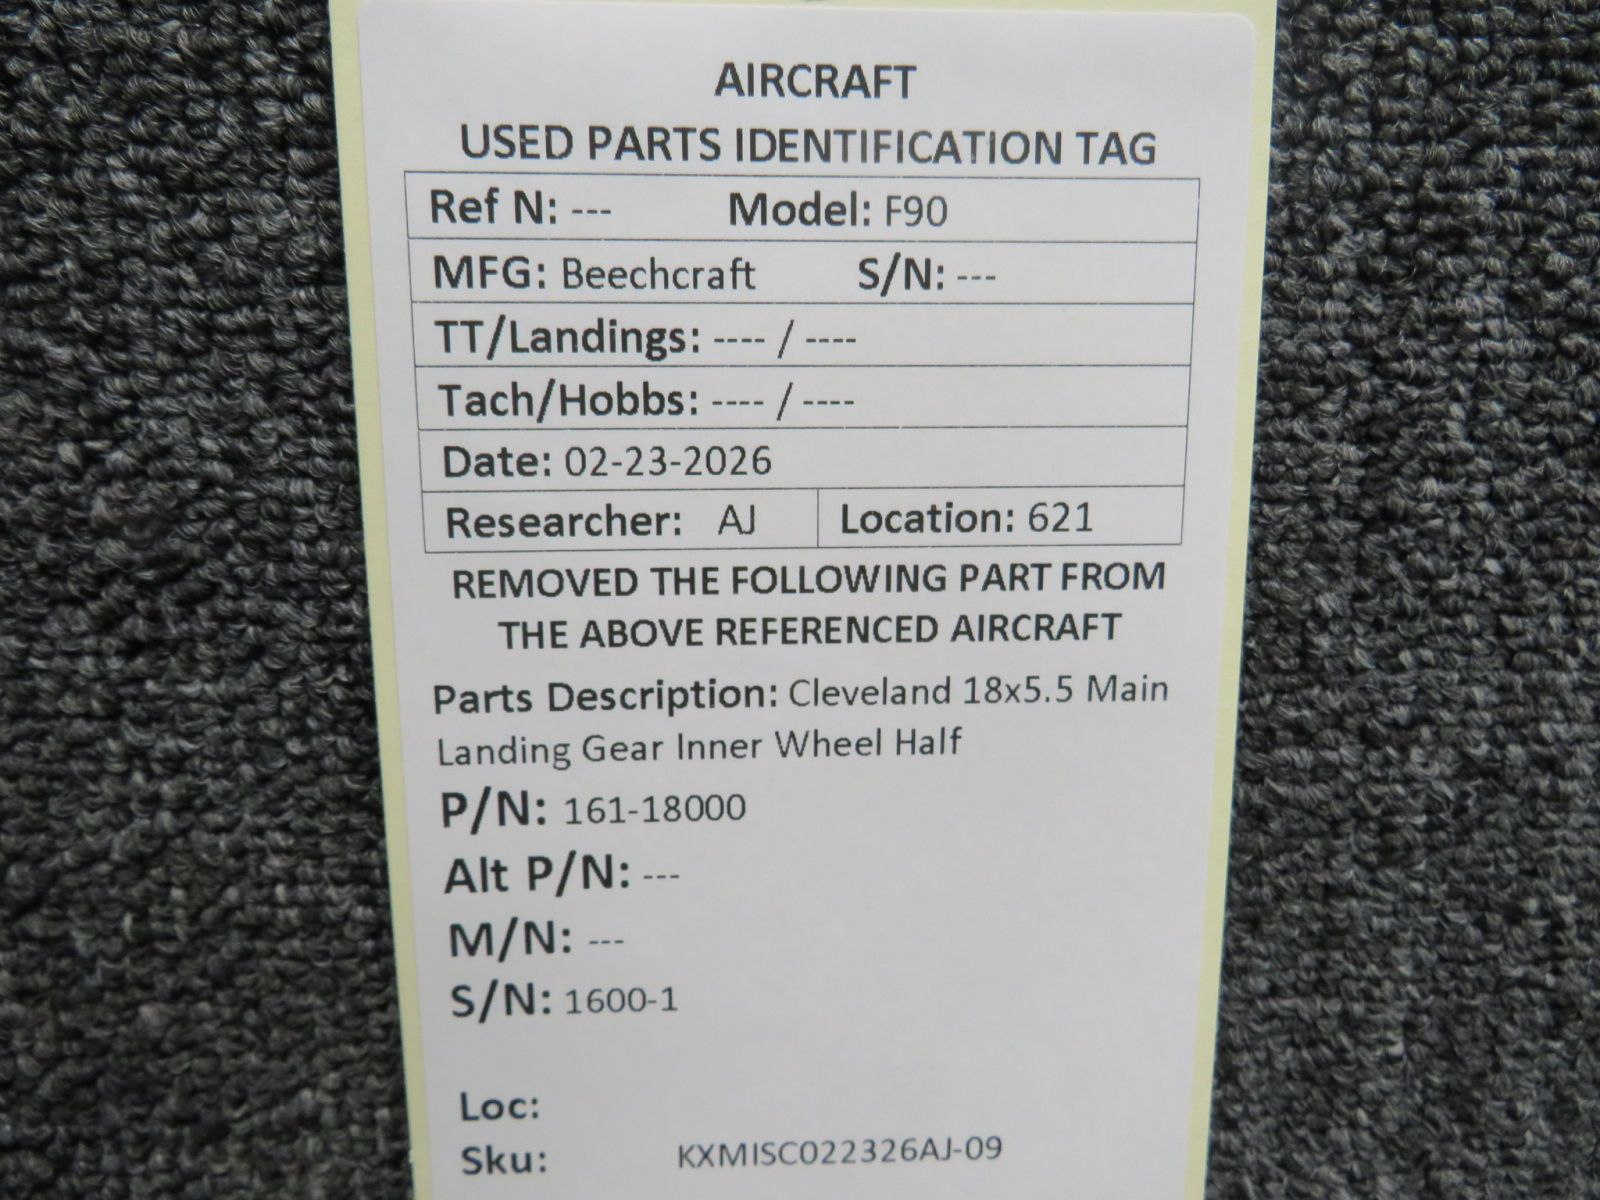 AIRCRAFT
USED PARTS IDENTIFICATION TAG
Ref N: --- Model: F90
MFG: Beechcraft S/N: ---
TT/Landings: ---- / ----
Tach/Hobbs: ---- / ----
Date: 02-23-2026
Researcher: AJ Location: 621
REMOVED THE FOLLOWING PART FROM
THE ABOVE REFERENCED AIRCRAFT
Parts Description: Cleveland 18x5.5 Main
Landing Gear Inner Wheel Half
P/N: 161-18000
Alt P/N: ---
M/N: ---
S/N: 1600-1
Loc:
Sku: KXMISC022326AJ-09